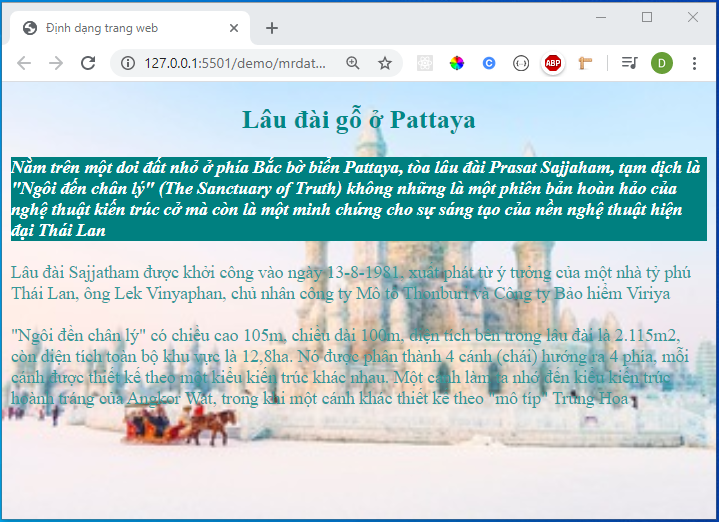 Định dạng trang web
127.0.0.1:5501/demo/mrdat...
ABP
D
Lâu đài gỗ ở Pattaya
Nằm trên một doi đất nhỏ ở phía Bắc bờ biển Pattaya, tòa lâu đài Prasat Sajjaham, tạm dịch là
"Ngôi đến chân lý" (The Sanctuary of Truth) không những là một phiên bản hoàn hảo của
nghệ thuật kiến trúc cở mà còn là một minh chứng cho sự sáng tạo của nền nghệ thuật hiện
đại Thái Lan
Lâu đài Sajjatham được khởi công vào ngày 13-8-1981, xuất phát từ ý tưởng của một nhà tỷ phú
Thái Lan, ông Lek Vinyaphan, chủ nhân công ty Mô tô Thonburi và Công ty Bảo hiểm Viriya
"Ngôi đền chân lý" có chiều cao 105m, chiều dài 100m, diện tích bên trong lâu đài là 2.115m2,
còn diện tích toàn bộ khu vực là 12,8ha. Nó được phân thành 4 cánh (chái) hướng ra 4 phía, mỗi
cánh được thiết kế theo một kiểu kiến trúc khác nhau. Một cánh làm ta nhớ đến kiểu kiến trúc
hoành tráng của Angkor Wat, trong khi một cánh khác thiết kế theo "mô típ" Trung Hoa